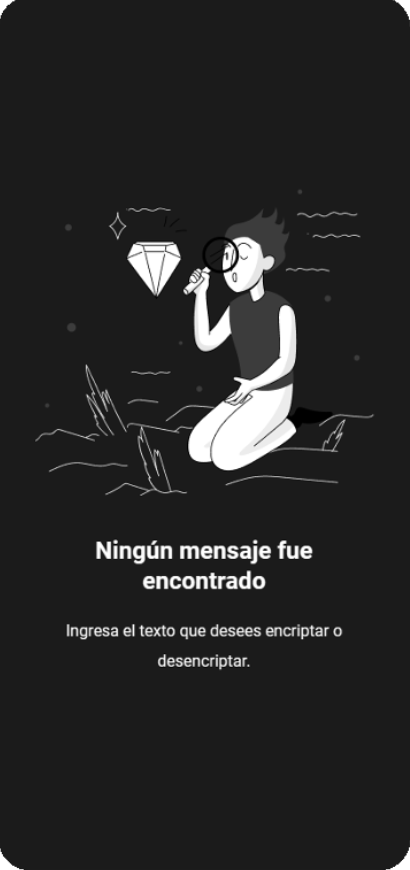 Ningún mensaje fue
encontrado
Ingresa el texto que desees encriptar o
desencriptar.